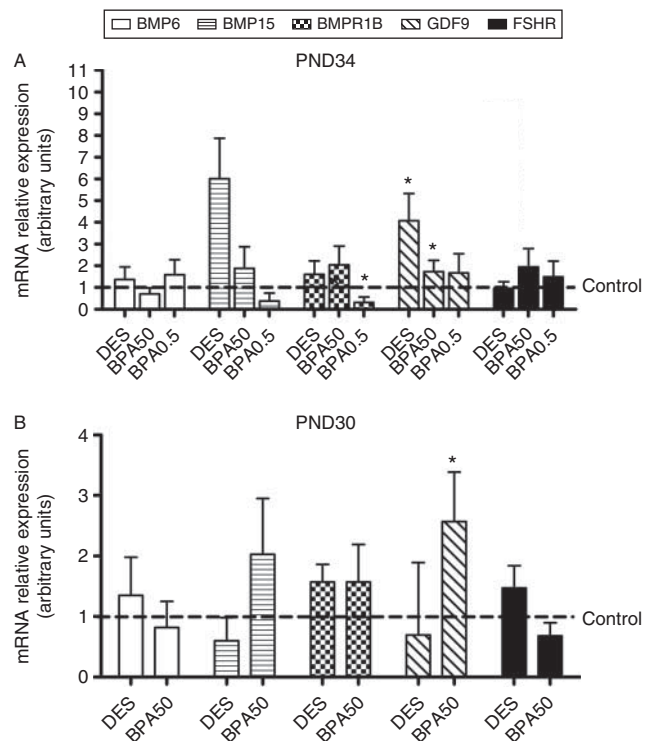 BMP6 BMP15 BMPR1B GDF9 FSHR
A
PND34
mRNA relative expression
(arbitrary units)
11
10
9
8
7
6
5
4
3
2
1
0
* * *
Control
DES BPA50 BPA0.5 DES BPA50 BPA0.5 DES BPA50 BPA0.5 DES BPA50 BPA0.5 DES BPA50 BPA0.5
B
PND30
mRNA relative expression
(arbitrary units)
4
3
2
1
0
*
Control
DES BPA50 DES BPA50 DES BPA50 DES BPA50 DES BPA50